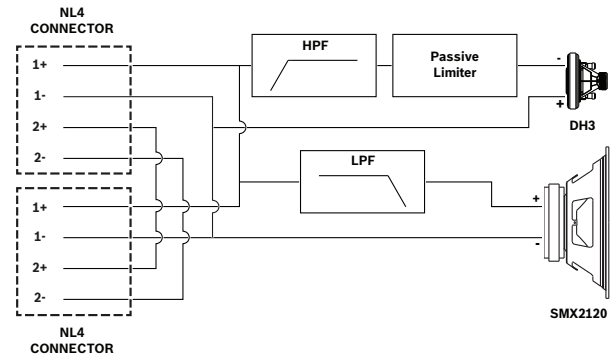 NL4
CONNECTOR
1+
1-
2+
2-
1+
1-
2+
2-
NL4
CONNECTOR
HPF
Passive
Limiter
-
+
DH3
LPF
+
-
SMX2120